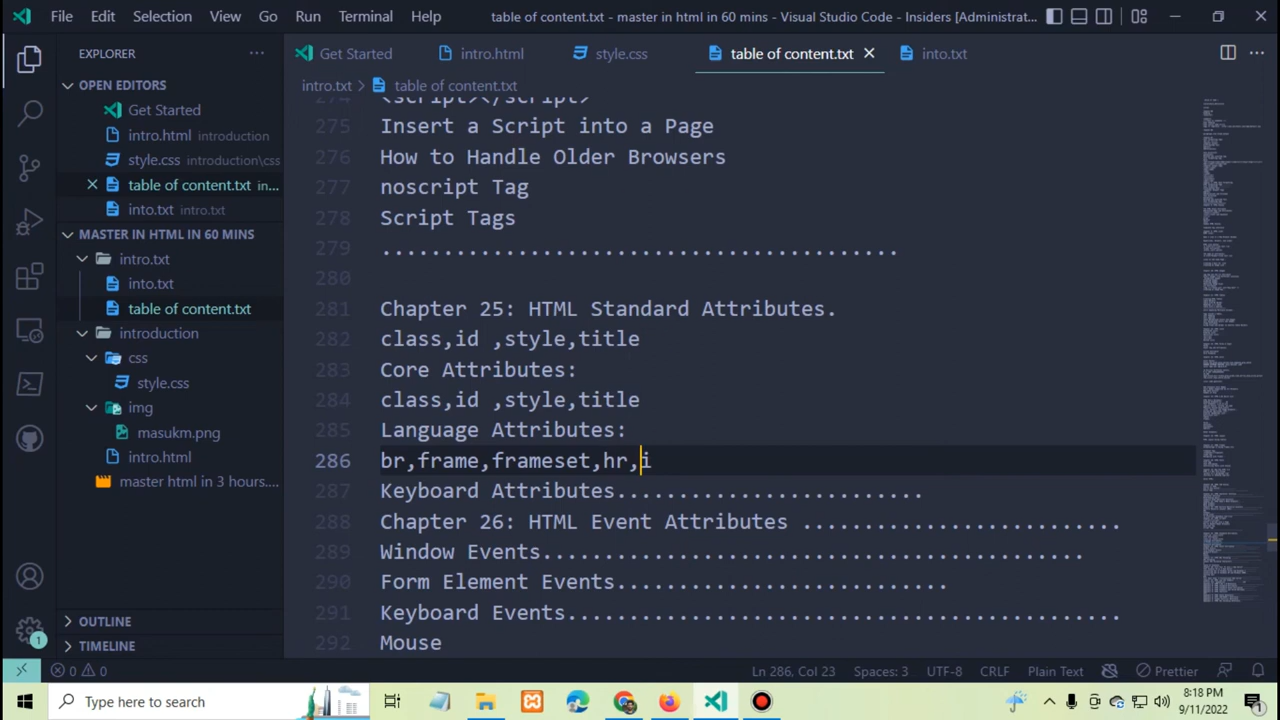 File Edit Selection View Go Run Terminal Help table of content.txt - master in html in 60 mins - Visual Studio Code - Insiders [Administrat...
EXPLORER ···
Get Started intro.html style.css table of content.txt into.txt
OPEN EDITORS
intro.txt > table of content.txt
Get Started
intro.html introduction
style.css introduction\css
table of content.txt in...
into.txt intro.txt
MASTER IN HTML IN 60 MINS
intro.txt
into.txt
table of content.txt
introduction
css
style.css
img
masukm.png
intro.html
master html in 3 hours....
OUTLINE
TIMELINE
274 <script></script>
275 Insert a Script into a Page
276 How to Handle Older Browsers
277 noscript Tag
278 Script Tags
279 ..........................................
280
281 Chapter 25: HTML Standard Attributes.
282 class,id ,style,title
283 Core Attributes:
284 class,id ,style,title
285 Language Attributes:
286 br,frame,frameset,hr,i
287 Keyboard Attributes.........................
288 Chapter 26: HTML Event Attributes ..........................
289 Window Events............................................
290 Form Element Events...........................
291 Keyboard Events.............................................
292 Mouse
1
0 0 Ln 286, Col 23 Spaces: 3 UTF-8 CRLF Plain Text Prettier
Type here to search
8:18 PM
9/11/2022
1